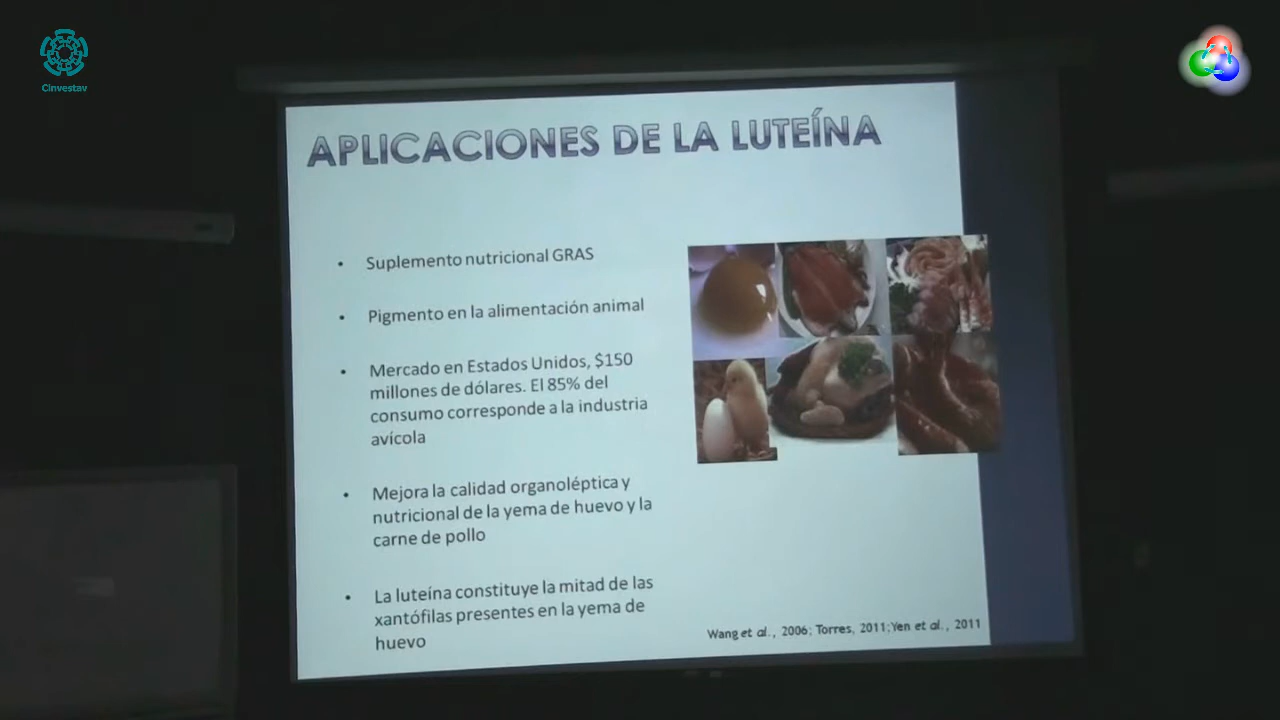 Cinvestav
APLICACIONES DE LA LUTEÍNA
• Suplemento nutricional GRAS
• Pigmento en la alimentación animal
• Mercado en Estados Unidos, $150
millones de dólares. El 85% del
consumo corresponde a la industria
avícola
• Mejora la calidad organoléptica y
nutricional de la yema de huevo y la
carne de pollo
• La luteína constituye la mitad de las
xantófilas presentes en la yema de
huevo
Wang et al., 2006; Torres, 2011;Yen et al., 2011